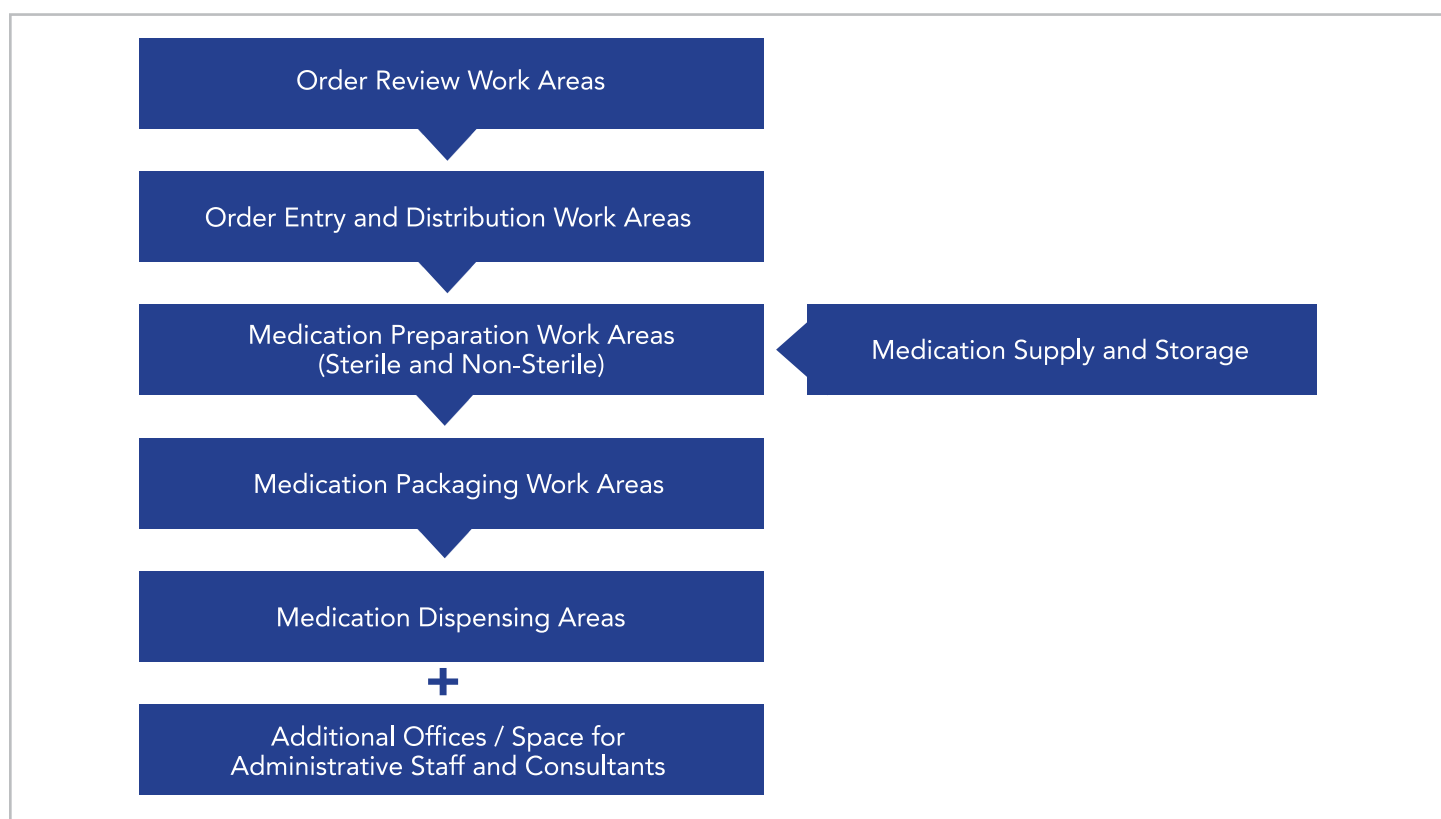 Order Review Work Areas
Order Entry and Distribution Work Areas
Medication Preparation Work Areas
(Sterile and Non-Sterile)
Medication Supply and Storage
Medication Packaging Work Areas
Medication Dispensing Areas
+
Additional Offices / Space for
Administrative Staff and Consultants